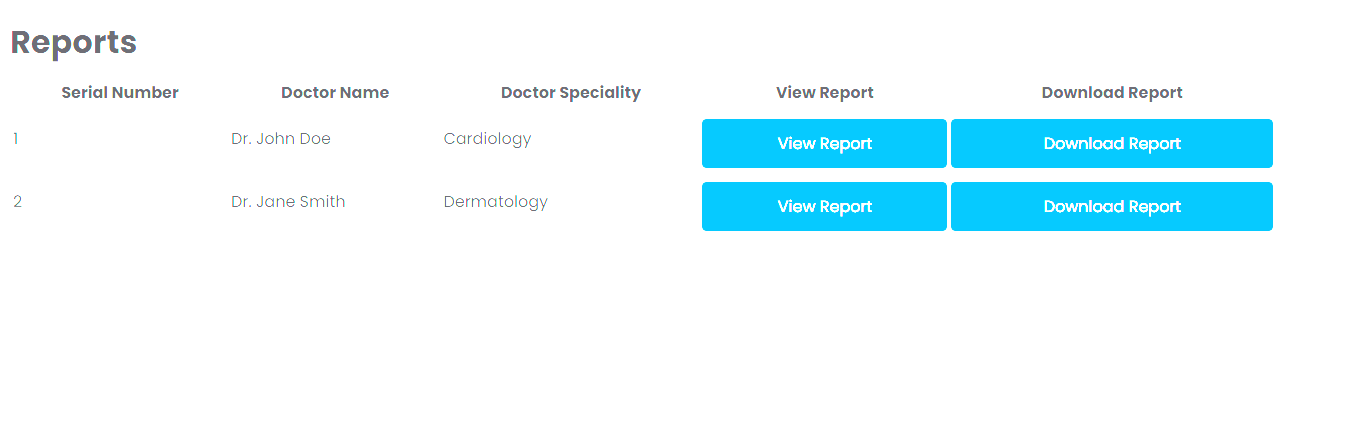 Reports
Serial Number Doctor Name Doctor Speciality View Report Download Report
1 Dr. John Doe Cardiology View Report Download Report
2 Dr. Jane Smith Dermatology View Report Download Report